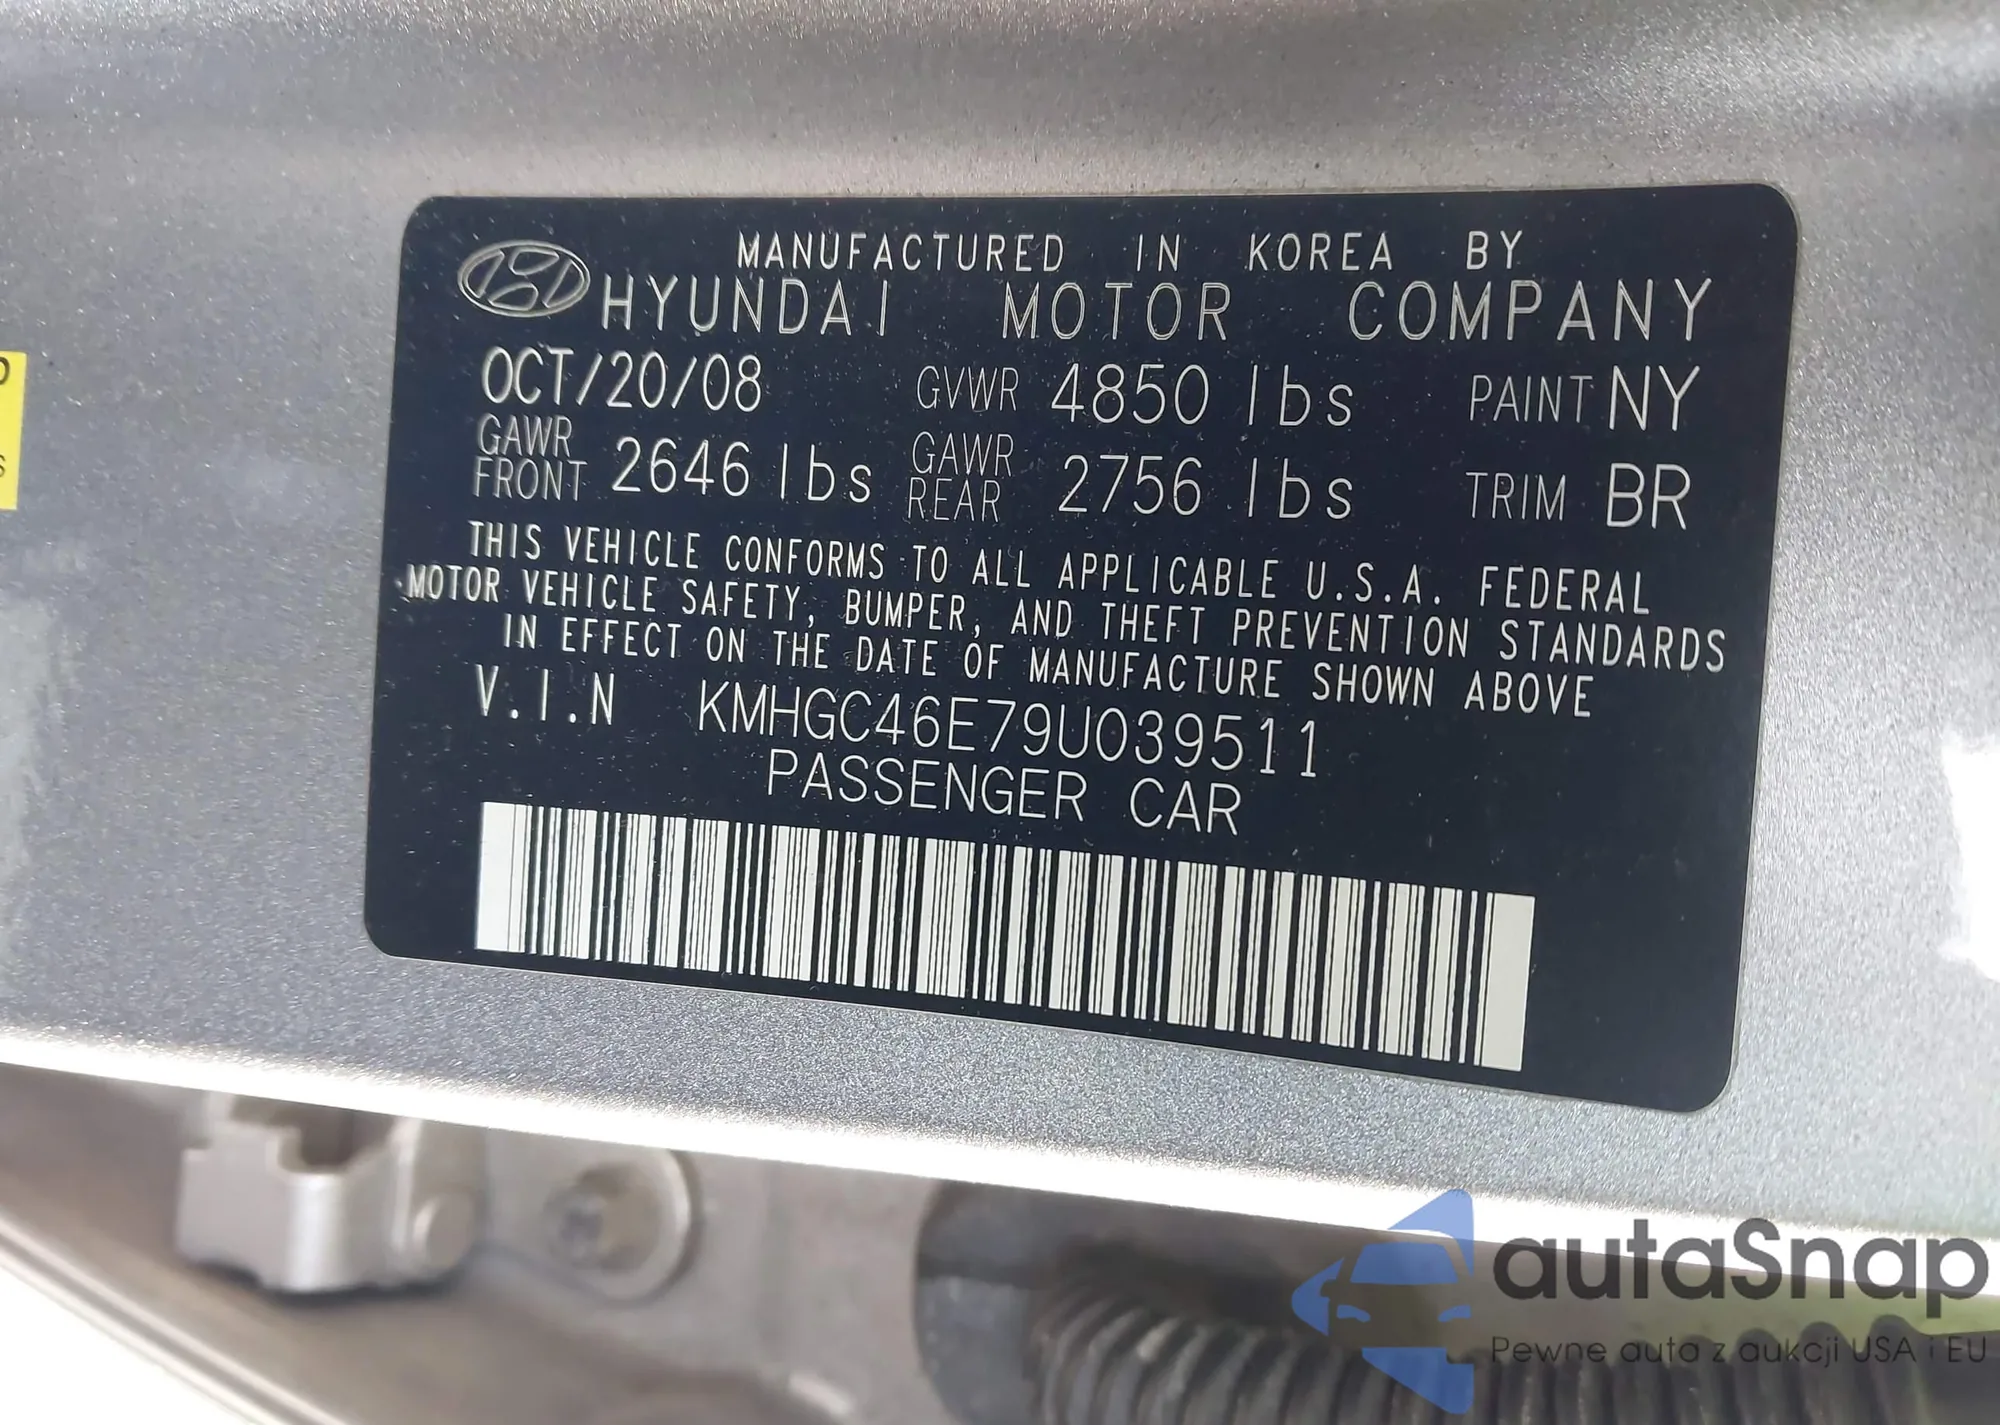 MANUFACTURED IN KOREA BY
HYUNDAI MOTOR COMPANY
OCT/20/08 GVWR 4850 lbs PAINT NY
GAWR FRONT 2646 lbs GAWR REAR 2756 lbs TRIM BR
THIS VEHICLE CONFORMS TO ALL APPLICABLE U.S.A. FEDERAL
MOTOR VEHICLE SAFETY, BUMPER, AND THEFT PREVENTION STANDARDS
IN EFFECT ON THE DATE OF MANUFACTURE SHOWN ABOVE
V.I.N KMHGC46E79U039511
PASSENGER CAR
autaSnap
Pewne auta z aukcji USA i EU